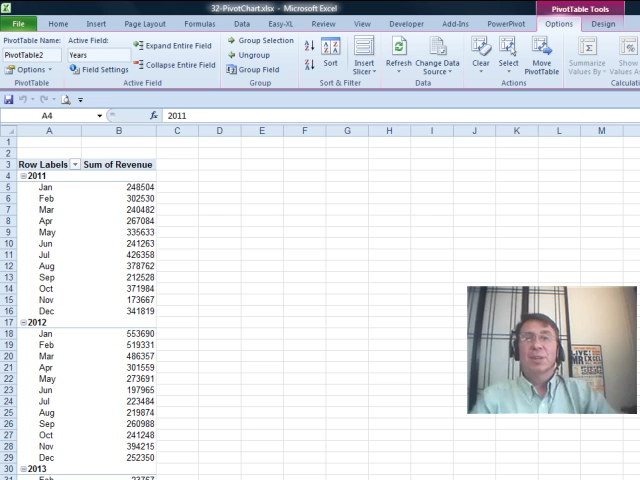 32-PivotChart.xlsx - Microsoft Excel
PivotTable Tools
File Home Insert Page Layout Formulas Data Easy-XL Review View Developer Add-Ins PowerPivot Options Design
PivotTable Name: Active Field: Expand Entire Field Group Selection
PivotTable2 Years Collapse Entire Field Ungroup Sort Insert Slicer Refresh Change Data Source Clear Select Move PivotTable Summarize Values By Show Values As
Options Field Settings Group Field
PivotTable Active Field Group Sort & Filter Data Actions
A4 fx 2011
A B C D E F G H I J K L M
1
2
3 Row Labels Sum of Revenue
4 2011
5 Jan 248504
6 Feb 302530
7 Mar 240482
8 Apr 267084
9 May 335633
10 Jun 241263
11 Jul 426358
12 Aug 378762
13 Sep 212528
14 Oct 371984
15 Nov 173667
16 Dec 341819
17 2012
18 Jan 553690
19 Feb 519331
20 Mar 486357
21 Apr 301559
22 May 273691
23 Jun 197965
24 Jul 223484
25 Aug 219874
26 Sep 260988
27 Oct 241248
28 Nov 394215
29 Dec 252350
30 2013
LIVE!
MR EXCEL